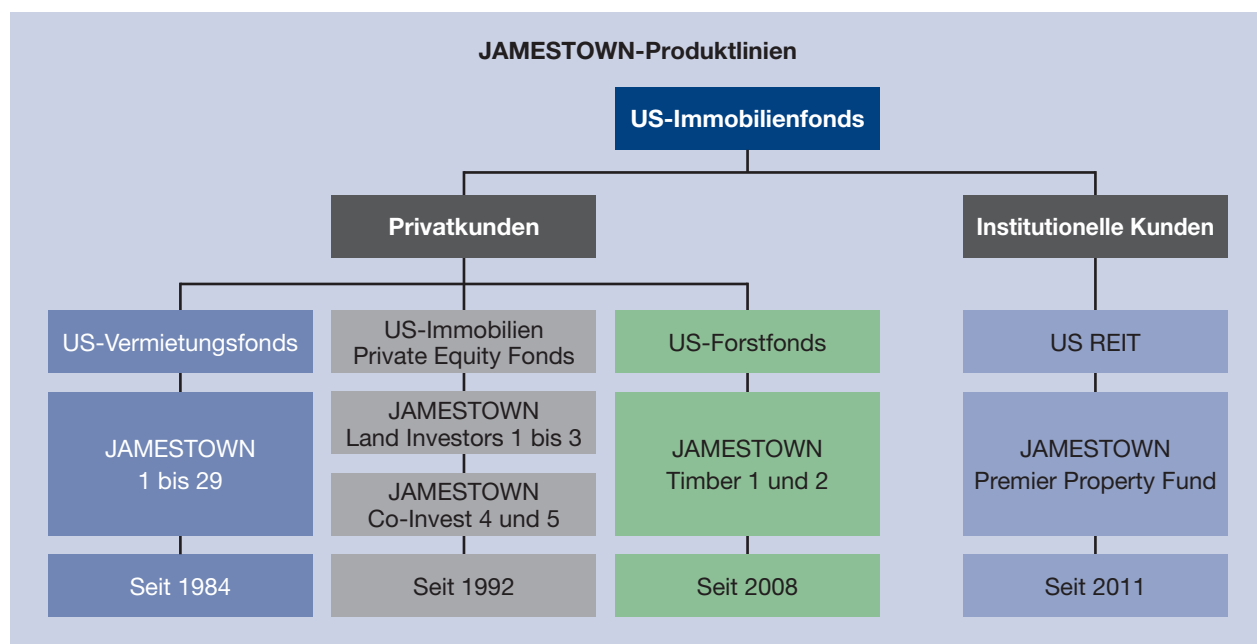 JAMESTOWN-Produktlinien
US-Immobilienfonds
Privatkunden
Institutionelle Kunden
US-Vermietungsfonds
US-Immobilien
Private Equity Fonds
US-Forstfonds
US REIT
JAMESTOWN
1 bis 29
JAMESTOWN
Land Investors 1 bis 3
JAMESTOWN
Co-Invest 4 und 5
JAMESTOWN
Timber 1 und 2
JAMESTOWN
Premier Property Fund
Seit 1984
Seit 1992
Seit 2008
Seit 2011